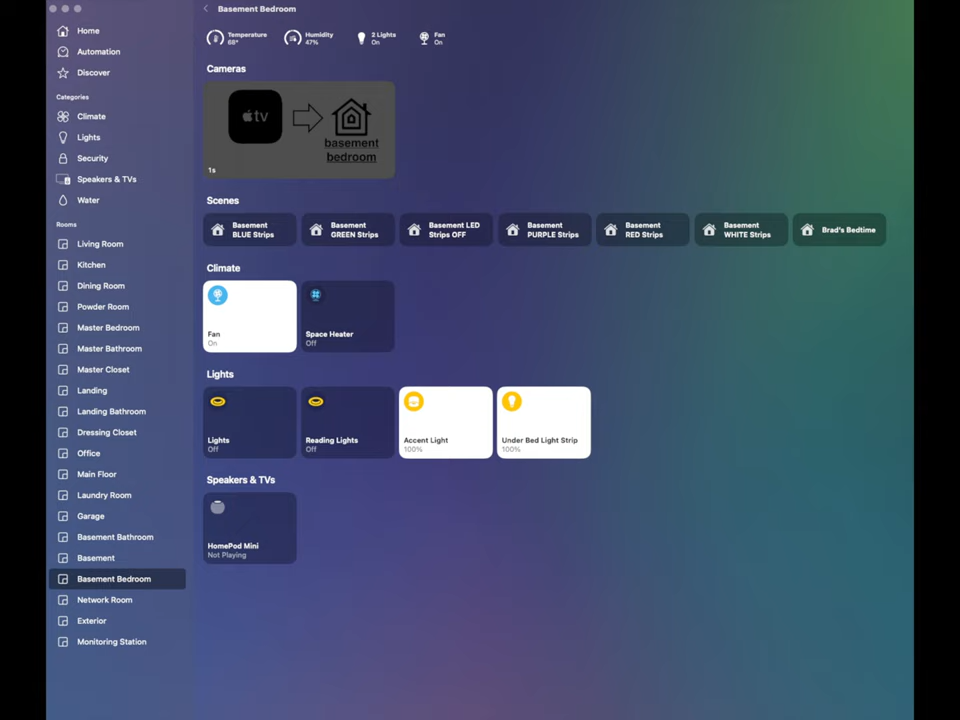 Basement Bedroom
Home
Automation
Discover
Categories
Climate
Lights
Security
Speakers & TVs
Water
Rooms
Living Room
Kitchen
Dining Room
Powder Room
Master Bedroom
Master Bathroom
Master Closet
Landing
Landing Bathroom
Dressing Closet
Office
Main Floor
Laundry Room
Garage
Basement Bathroom
Basement
Basement Bedroom
Network Room
Exterior
Monitoring Station
Temperature
68°
Humidity
47%
2 Lights
On
Fan
On
Cameras
tv
basement
bedroom
1s
Scenes
Basement
BLUE Strips
Basement
GREEN Strips
Basement LED
Strips OFF
Basement
PURPLE Strips
Basement
RED Strips
Basement
WHITE Strips
Brad's Bedtime
Climate
Fan
On
Space Heater
Off
Lights
Lights
Off
Reading Lights
Off
Accent Light
100%
Under Bed Light Strip
100%
Speakers & TVs
HomePod Mini
Not Playing